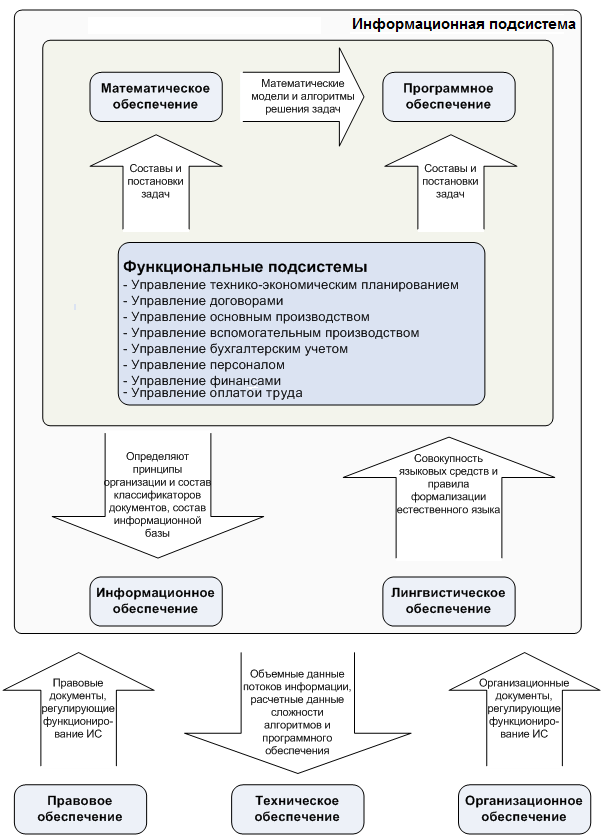 Информационная подсистема
Математическое
обеспечение
Математические
модели и алгоритмы
решения задач
Программное
обеспечение
Составы и
постановки
задач
Составы и
постановки
задач
Функциональные подсистемы
- Управление технико-экономическим планированием
- Управление договорами
- Управление основным производством
- Управление вспомогательным производством
- Управление бухгалтерским учетом
- Управление персоналом
- Управление финансами
- Управление оплатой труда
Определяют
принципы
организации и состав
классификаторов
документов, состав
информационной
базы
Совокупность
языковых средств и
правила
формализации
естественного языка
Информационное
обеспечение
Лингвистическое
обеспечение
Правовые
документы,
регулирующие
функциониро-
вание ИС
Объемные данные
потоков информации,
расчетные данные
сложности
алгоритмов и
программного
обеспечения
Организационные
документы,
регулирующие
функциониро-
вание ИС
Правовое
обеспечение
Техническое
обеспечение
Организационное
обеспечение